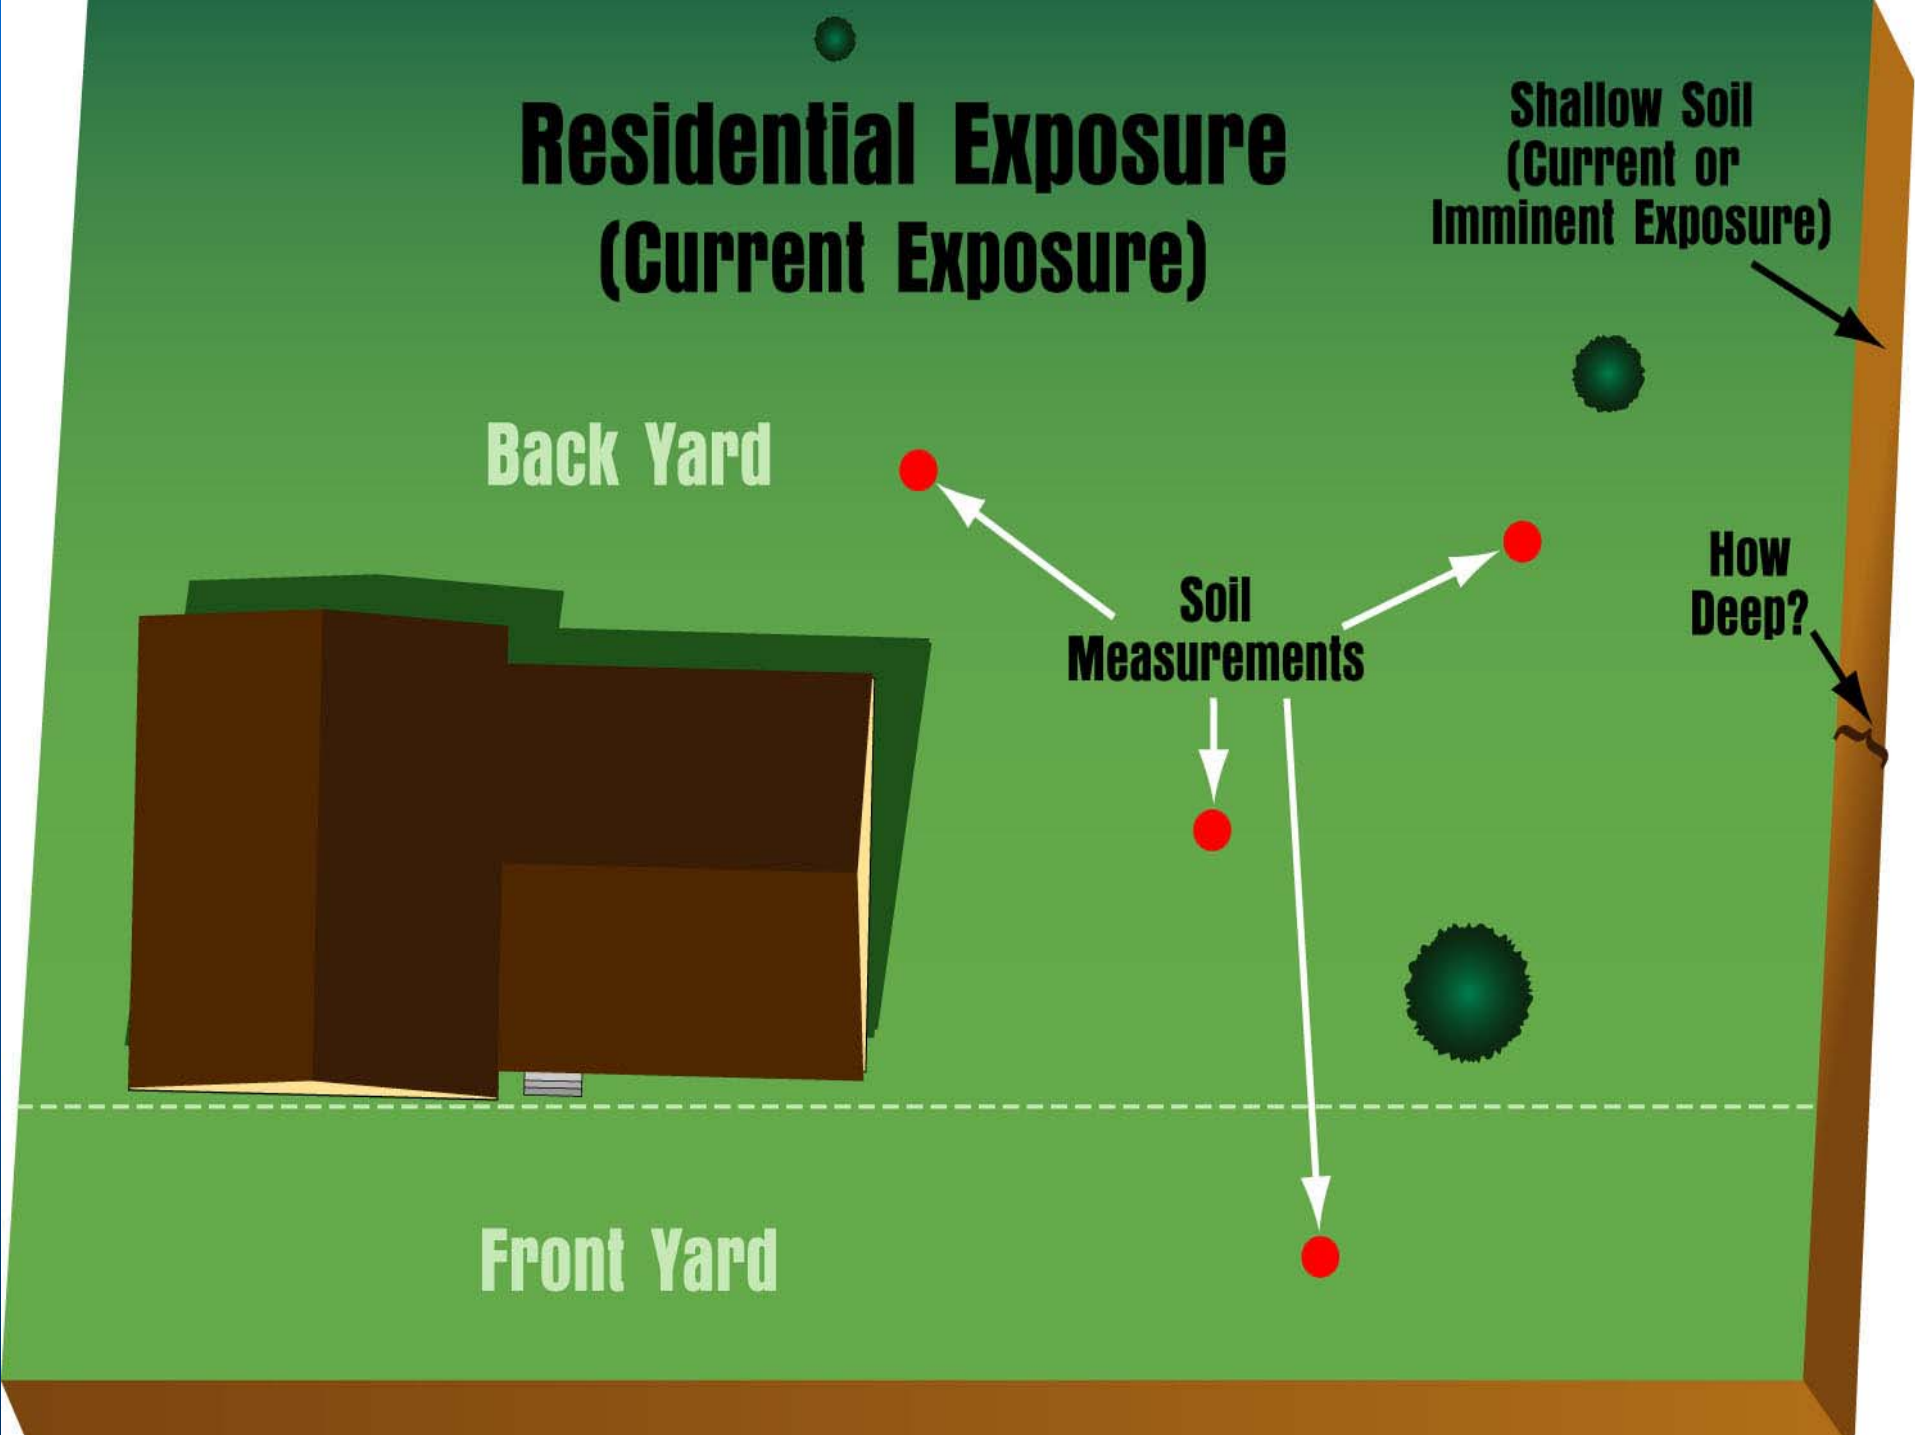 Residential Exposure
(Current Exposure)
Shallow Soil
(Current or
Imminent Exposure)
Back Yard
Soil
Measurements
How
Deep?
Front Yard